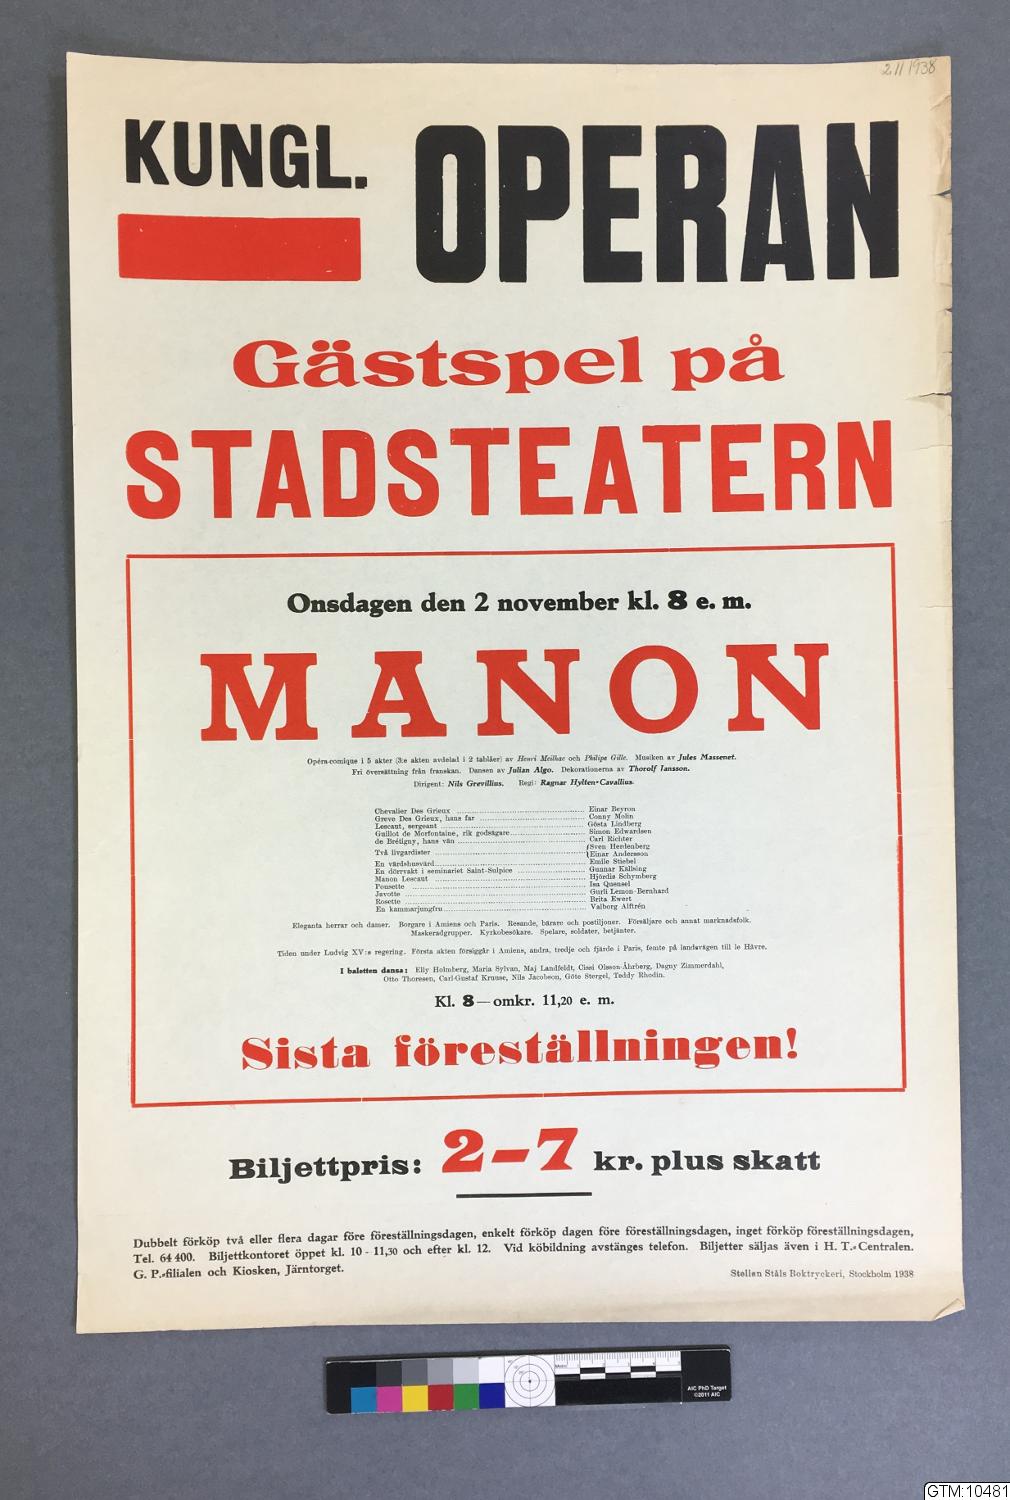 2/11 1938
KUNGL. OPERAN
Gästspel på
STADSTEATERN
Onsdagen den 2 november kl. 8 e. m.
MANON
Opéra-comique i 5 akter (3:e akten avdelad i 2 tablåer) av Henri Meilhac och Philipe Gille. Musiken av Jules Massenet.
Fri översättning från franskan. Dansen av Julian Algo. Dekorationerna av Thorolf Jansson.
Dirigent: Nils Grevillius. Regi: Ragnar Hyltén-Cavallius.
Chevalier Des Grieux Einar Beyron
Greve Des Grieux, hans far Conny Molin
Lescaut, sergeant Gösta Lindberg
Guillot de Morfontaine, rik godsägare Simon Edwardsen
de Brétigny, hans vän Carl Richter
Två livgardister Sven Herdenberg
Einar Andersson
En värdshusvärd Emile Stiebel
En dörrvakt i seminariet Saint-Sulpice Gunnar Källsing
Manon Lescaut Hjördis Schymberg
Pousette Isa Quensel
Javotte Gurli Lemon-Bernhard
Rosette Brita Ewert
En kammarjungfru Valborg Alftrén
Eleganta herrar och damer. Borgare i Amiens och Paris. Resande, bärare och postiljoner. Försäljare och annat marknadsfolk.
Maskeradgrupper. Kyrkobesökare. Spelare, soldater, betjänter.
Tiden under Ludvig XV:s regering. Första akten försiggår i Amiens, andra, tredje och fjärde i Paris, femte på landsvägen till le Hâvre.
I baletten dansa: Elly Holmberg, Maria Sylvan, Maj Landfeldt, Cissi Olsson-Åhrberg, Dagny Zimmerdahl,
Otto Thoresen, Carl-Gustaf Kruuse, Nils Jacobson, Göte Stergel, Teddy Rhodin.
Kl. 8—omkr. 11,20 e. m.
Sista föreställningen!
Biljettpris: 2–7 kr. plus skatt
Dubbelt förköp två eller flera dagar före föreställningsdagen, enkelt förköp dagen före föreställningsdagen, inget förköp föreställningsdagen,
Tel. 64 400. Biljettkontoret öppet kl. 10 - 11,30 och efter kl. 12. Vid köbildning avstänges telefon. Biljetter säljas även i H. T.-Centralen.
G. P.-filialen och Kiosken, Järntorget.
Stellan Ståls Boktryckeri, Stockholm 1938
AIC PhD Target
©2011 AIC
GTM:10481